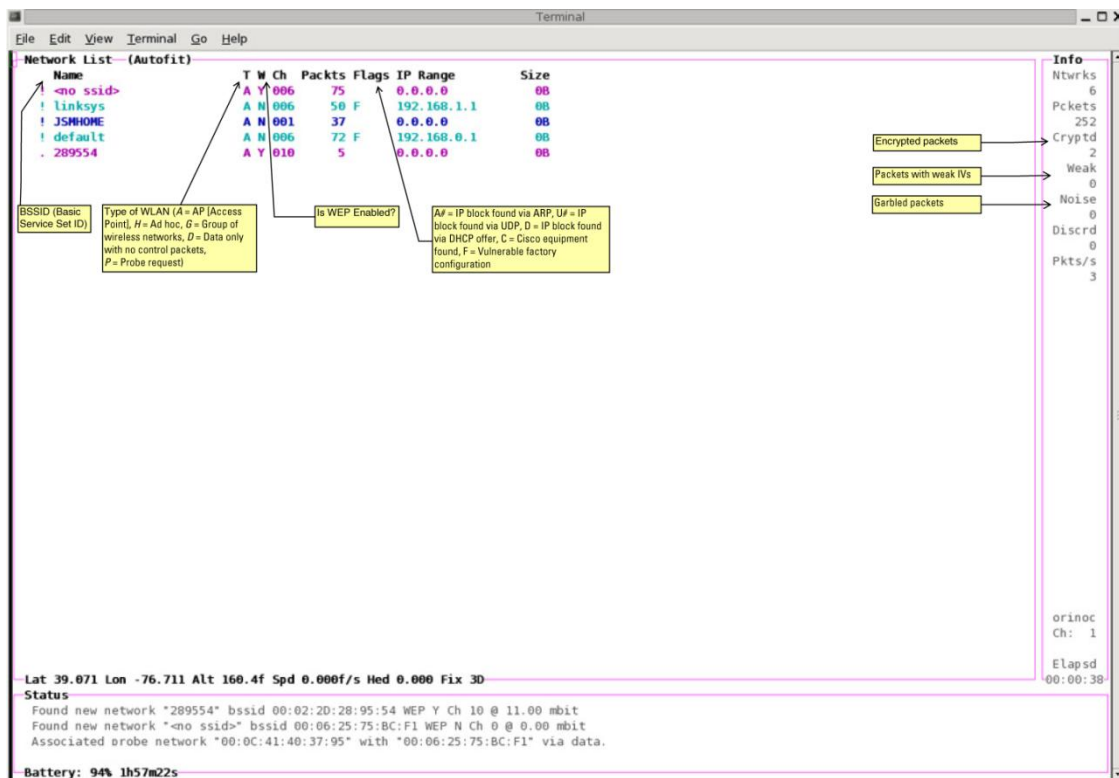 Terminal
File Edit View Terminal Go Help
Network List (Autofit)
Name T W Ch Packts Flags IP Range Size
! <no ssid> A Y 006 75 0.0.0.0 0B
! linksys A N 006 50 F 192.168.1.1 0B
! JSMHOME A N 001 37 0.0.0.0 0B
! default A N 006 72 F 192.168.0.1 0B
. 289554 A Y 010 5 0.0.0.0 0B
BSSID (Basic
Service Set ID)
Type of WLAN (A = AP [Access
Point], H = Ad hoc, G = Group of
wireless networks, D = Data only
with no control packets,
P = Probe request)
Is WEP Enabled?
A# = IP block found via ARP, U# = IP
block found via UDP, D = IP block found
via DHCP offer, C = Cisco equipment
found, F = Vulnerable factory
configuration
Encrypted packets
Packets with weak IVs
Garbled packets
Info
Ntwrks
6
Pckets
252
Cryptd
2
Weak
0
Noise
0
Discrd
0
Pkts/s
3
orinoc
Ch: 1
Elapsd
00:00:38
Lat 39.071 Lon -76.711 Alt 160.4f Spd 0.000f/s Hed 0.000 Fix 3D
Status
Found new network "289554" bssid 00:02:2D:28:95:54 WEP Y Ch 10 @ 11.00 mbit
Found new network "<no ssid>" bssid 00:06:25:75:BC:F1 WEP N Ch 0 @ 0.00 mbit
Associated probe network "00:0C:41:40:37:95" with "00:06:25:75:BC:F1" via data.
Battery: 94% 1h57m22s